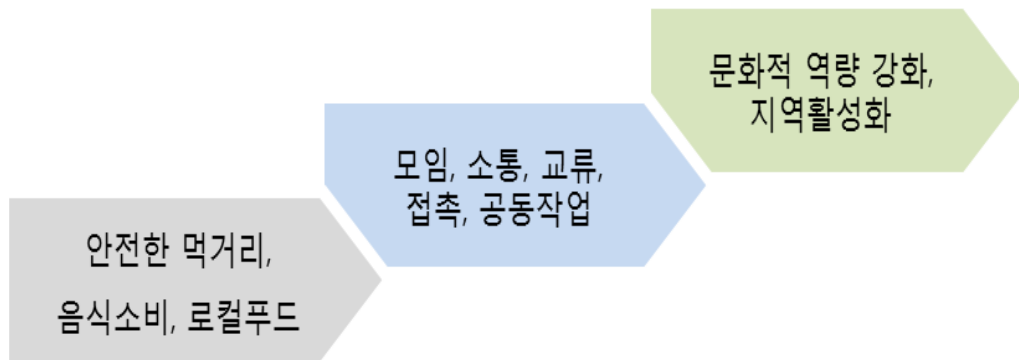 문화적 역량 강화,
지역활성화
모임, 소통, 교류,
접촉, 공동작업
안전한 먹거리,
음식소비, 로컬푸드